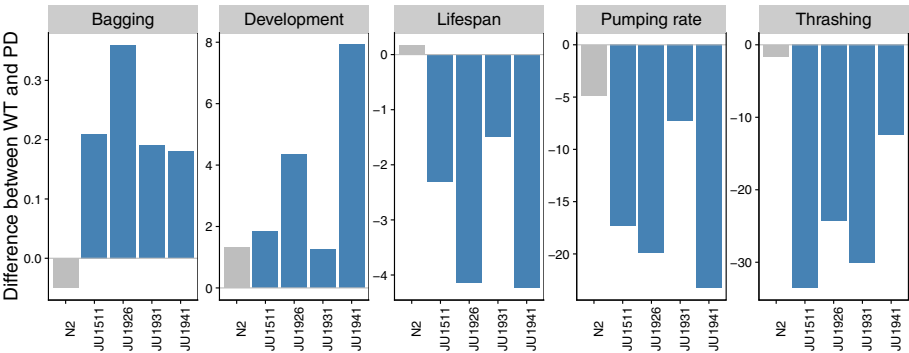 Bagging
Development
Lifespan
Pumping rate
Thrashing
Difference between WT and PD
0.3
0.2
0.1
0.0
8
6
4
2
0
0
−1
−2
−3
−4
0
−5
−10
−15
−20
0
−10
−20
−30
N2
JU1511
JU1926
JU1931
JU1941
N2
JU1511
JU1926
JU1931
JU1941
N2
JU1511
JU1926
JU1931
JU1941
N2
JU1511
JU1926
JU1931
JU1941
N2
JU1511
JU1926
JU1931
JU1941